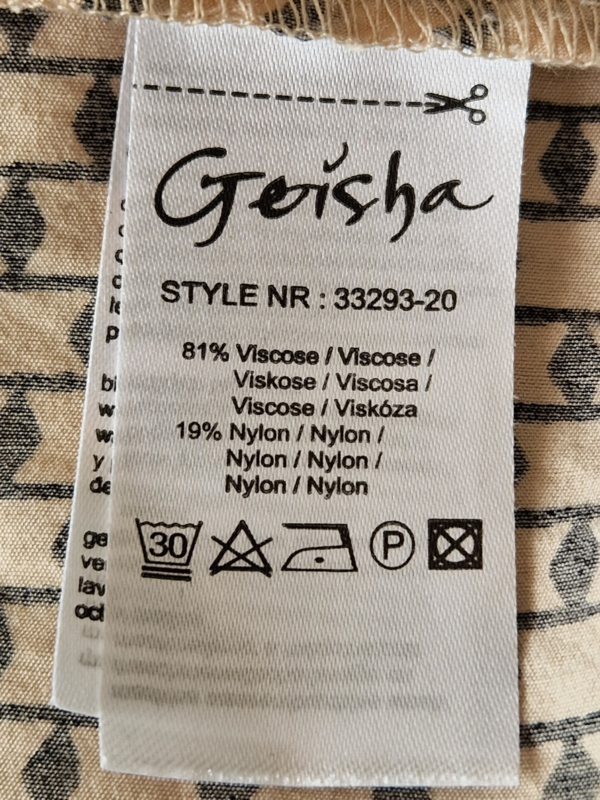 Geisha
STYLE NR : 33293-20
81% Viscose / Viscose /
Viskose / Viscosa /
Viscose / Viskóza
19% Nylon / Nylon /
Nylon / Nylon /
Nylon / Nylon
30
P